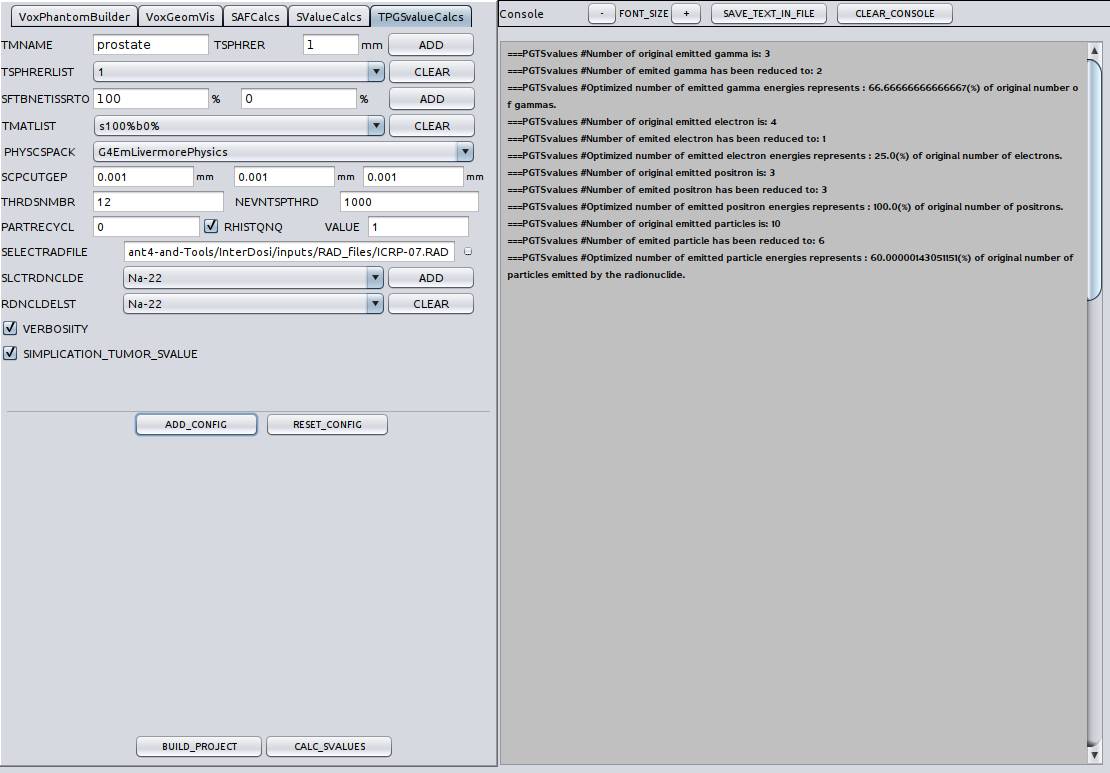 VoxPhantomBuilder VoxGeomVis SAFCalcs SValueCalcs TPGSvalueCalcs
TMNAME prostate TSPHRER 1 mm ADD
TSPHRERLIST 1 CLEAR
SFTBNETISSRTO 100 % 0 % ADD
TMATLIST s100%b0% CLEAR
PHYSCSPACK G4EmLivermorePhysics
SCPCUTGEP 0.001 mm 0.001 mm 0.001 mm
THRDSNMBR 12 NEVNTSPTHRD 1000
PARTRECYCL 0 RHISTQNQ VALUE 1
SELECTRADFILE ant4-and-Tools/InterDosi/inputs/RAD_files/ICRP-07.RAD
SLCTRDNCLDE Na-22 ADD
RDNCLDELST Na-22 CLEAR
VERBOSIITY
SIMPLICATION_TUMOR_SVALUE
ADD_CONFIG RESET_CONFIG
BUILD_PROJECT CALC_SVALUES
Console - FONT_SIZE + SAVE_TEXT_IN_FILE CLEAR_CONSOLE
===PGTSvalues #Number of original emitted gamma is: 3
===PGTSvalues #Number of emited gamma has been reduced to: 2
===PGTSvalues #Optimized number of emitted gamma energies represents : 66.66666666666667(%) of original number o
f gammas.
===PGTSvalues #Number of original emitted electron is: 4
===PGTSvalues #Number of emited electron has been reduced to: 1
===PGTSvalues #Optimized number of emitted electron energies represents : 25.0(%) of original number of electrons.
===PGTSvalues #Number of original emitted positron is: 3
===PGTSvalues #Number of emited positron has been reduced to: 3
===PGTSvalues #Optimized number of emitted positron energies represents : 100.0(%) of original number of positrons.
===PGTSvalues #Number of original emitted particles is: 10
===PGTSvalues #Number of emited particle has been reduced to: 6
===PGTSvalues #Optimized number of emitted particle energies represents : 60.00000143051151(%) of original number of
particles emitted by the radionuclide.